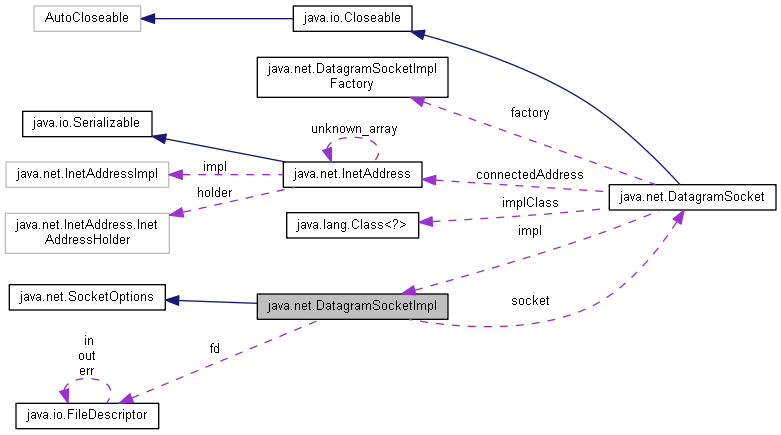 AutoCloseable
java.io.Closeable
java.net.DatagramSocketImpl
Factory
factory
java.io.Serializable
unknown_array
java.net.InetAddressImpl
impl
java.net.InetAddress
connectedAddress
holder
java.net.DatagramSocket
implClass
java.net.InetAddress.Inet
AddressHolder
java.lang.Class<?>
impl
java.net.SocketOptions
java.net.DatagramSocketImpl
socket
in
out
err
fd
java.io.FileDescriptor